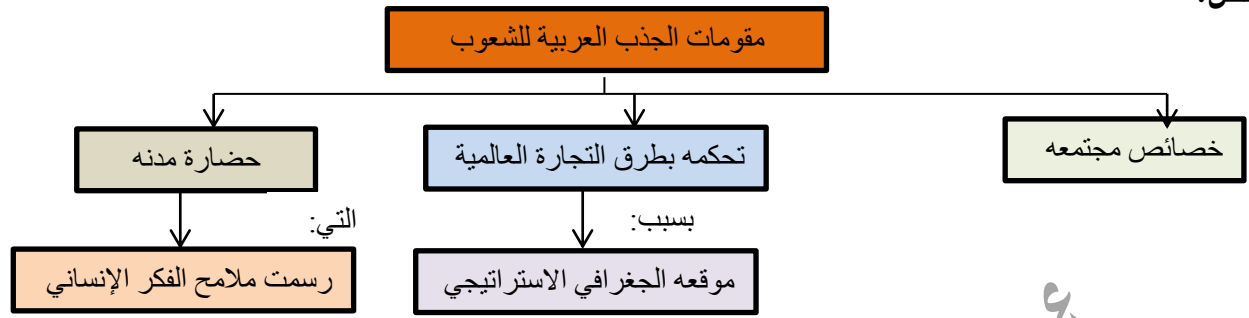 مقومات الجذب العربية للشعوب
خصائص مجتمعه
تحكمه بطرق التجارة العالمية
حضارة مدنه
بسبب:
التي:
موقعه الجغرافي الاستراتيجي
رسمت ملامح الفكر الإنساني